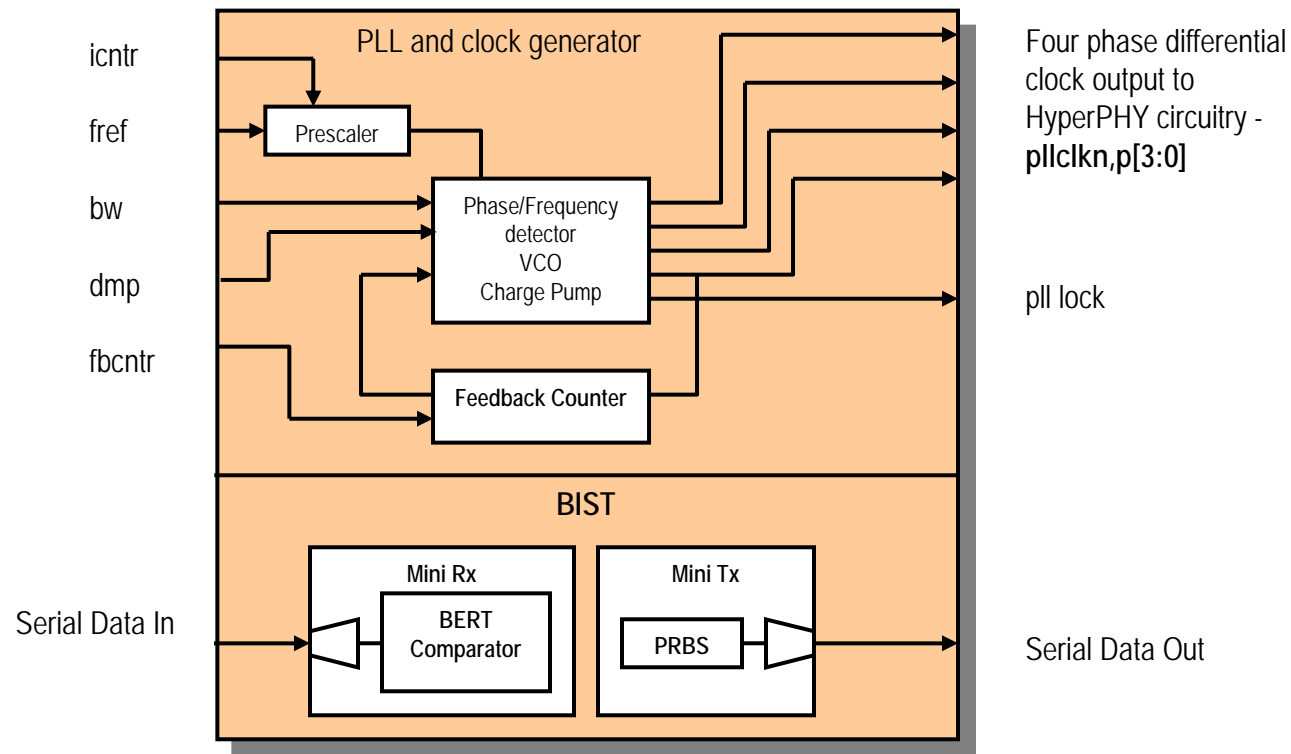 PLL and clock generator
icntr
fref
bw
dmp
fbcntr
Prescaler
Phase/Frequency
detector
VCO
Charge Pump
Feedback Counter
Four phase differential
clock output to
HyperPHY circuitry -
pllclkn,p[3:0]
pll lock
BIST
Serial Data In
Mini Rx
BERT
Comparator
Mini Tx
PRBS
Serial Data Out